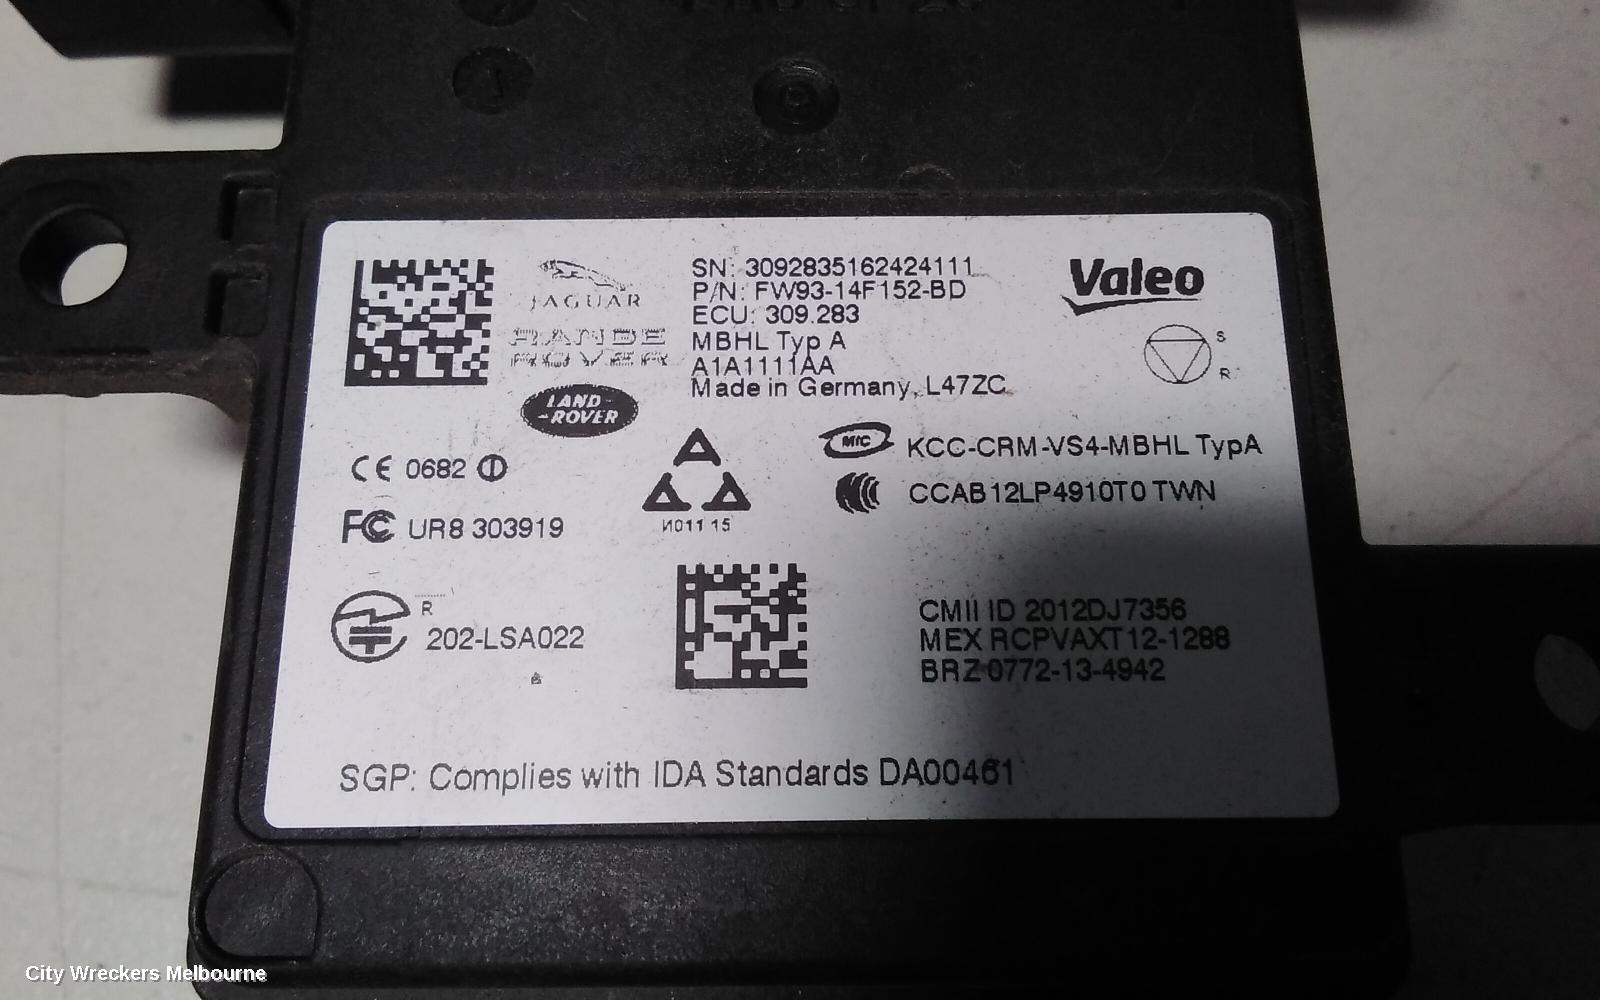 JAGUAR
RANGE
ROVER
LAND
-ROVER
SN: 3092835162424111
P/N: FW93-14F152-BD
ECU: 309.283
MBHL Typ A
A1A1111AA
Made in Germany, L47ZC
Valeo
S
R
CE 0682
FC UR8 303919
И011 15
MIC KCC-CRM-VS4-MBHL TypA
CCAB12LP4910T0 TWN
R
202-LSA022
CMII ID 2012DJ7356
MEX RCPVAXT12-1288
BRZ 0772-13-4942
SGP: Complies with IDA Standards DA00461
City Wreckers Melbourne